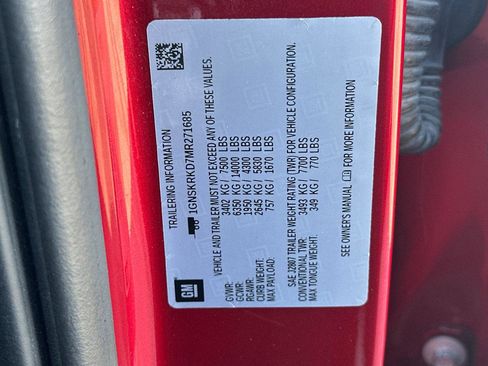 TRAILERING INFORMATION
1GNSKRKD7MR271685
VEHICLE AND TRAILER MUST NOT EXCEED ANY OF THESE VALUES.
GVWR: 3402 KG/ 7500 LBS
GCWR: 6350 KG/ 14000 LBS
RGAWR: 1950 KG/ 4300 LBS
CURB WEIGHT: 2645 KG/ 5830 LBS
MAX PAYLOAD: 757 KG/ 1670 LBS
SAE J2807 TRAILER WEIGHT RATING (TWR) FOR VEHICLE CONFIGURATION.
CONVENTIONAL TWR: 3493 KG/ 7700 LBS
MAX TONGUE WEIGHT: 349 KG/ 770 LBS
SEE OWNER'S MANUAL FOR MORE INFORMATION
GM